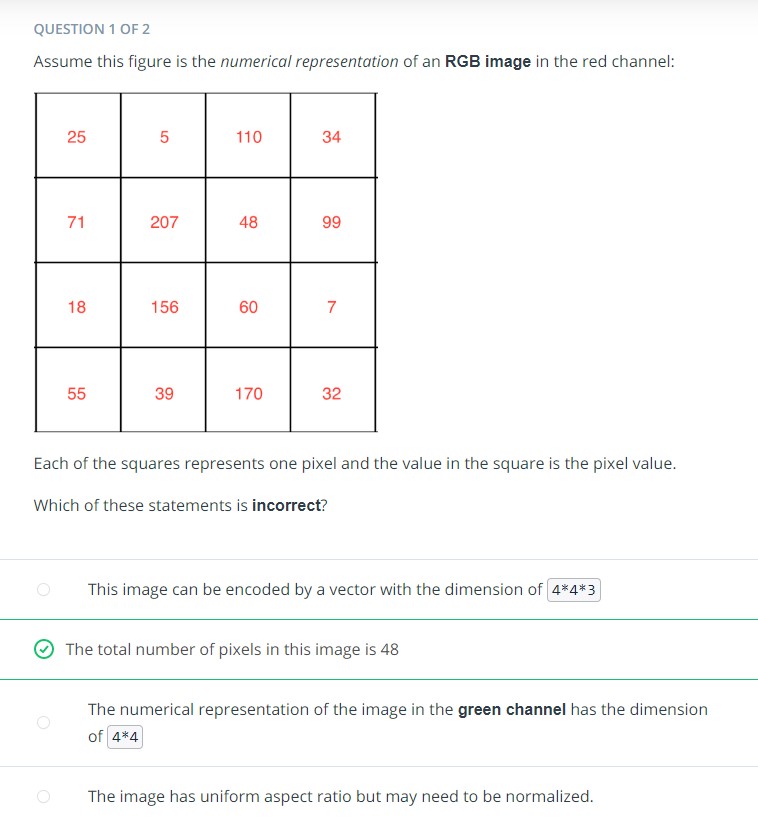 QUESTION 1 OF 2
Assume this figure is the numerical representation of an RGB image in the red channel:
25 5 110 34
71 207 48 99
18 156 60 7
55 39 170 32
Each of the squares represents one pixel and the value in the square is the pixel value.
Which of these statements is incorrect?
This image can be encoded by a vector with the dimension of 4*4*3
The total number of pixels in this image is 48
The numerical representation of the image in the green channel has the dimension
of 4*4
The image has uniform aspect ratio but may need to be normalized.